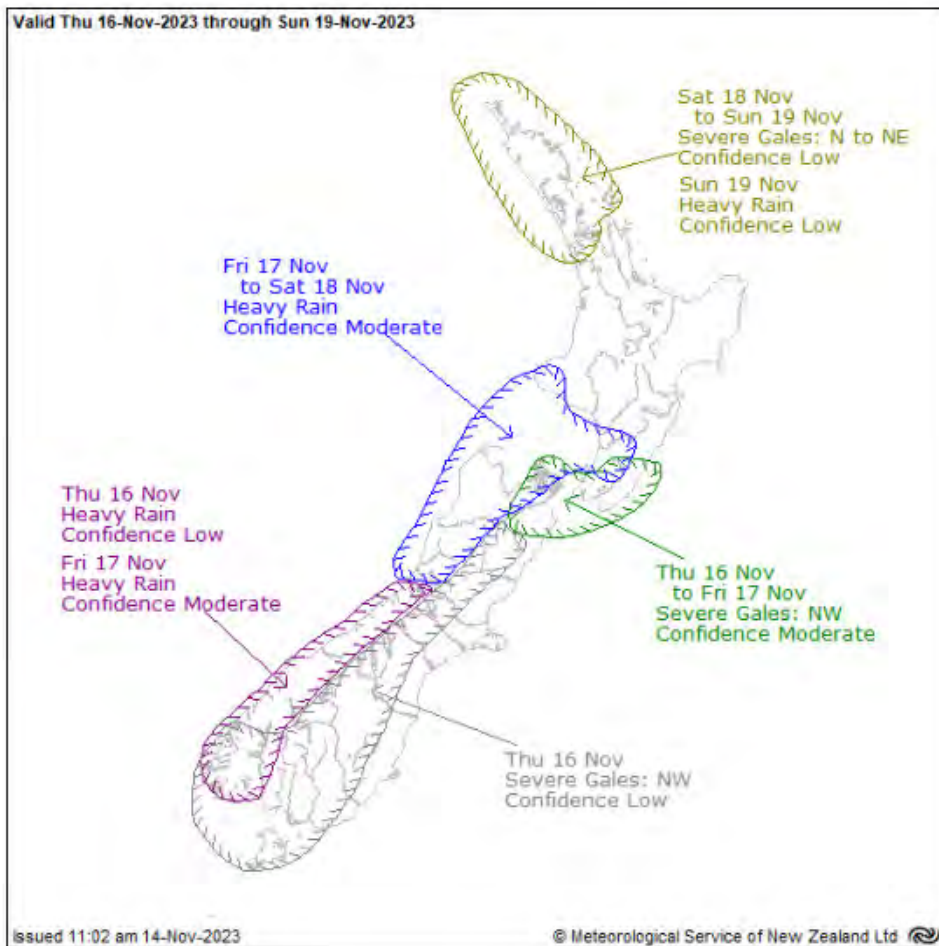 Valid Thu 16-Nov-2023 through Sun 19-Nov-2023
Sat 18 Nov
to Sun 19 Nov
Severe Gales: N to NE
Confidence Low
Sun 19 Nov
Heavy Rain
Confidence Low
Fri 17 Nov
to Sat 18 Nov
Heavy Rain
Confidence Moderate
Thu 16 Nov
Heavy Rain
Confidence Low
Fri 17 Nov
Heavy Rain
Confidence Moderate
Thu 16 Nov
to Fri 17 Nov
Severe Gales: NW
Confidence Moderate
Thu 16 Nov
Severe Gales: NW
Confidence Low
Issued 11:02 am 14-Nov-2023
© Meteorological Service of New Zealand Ltd